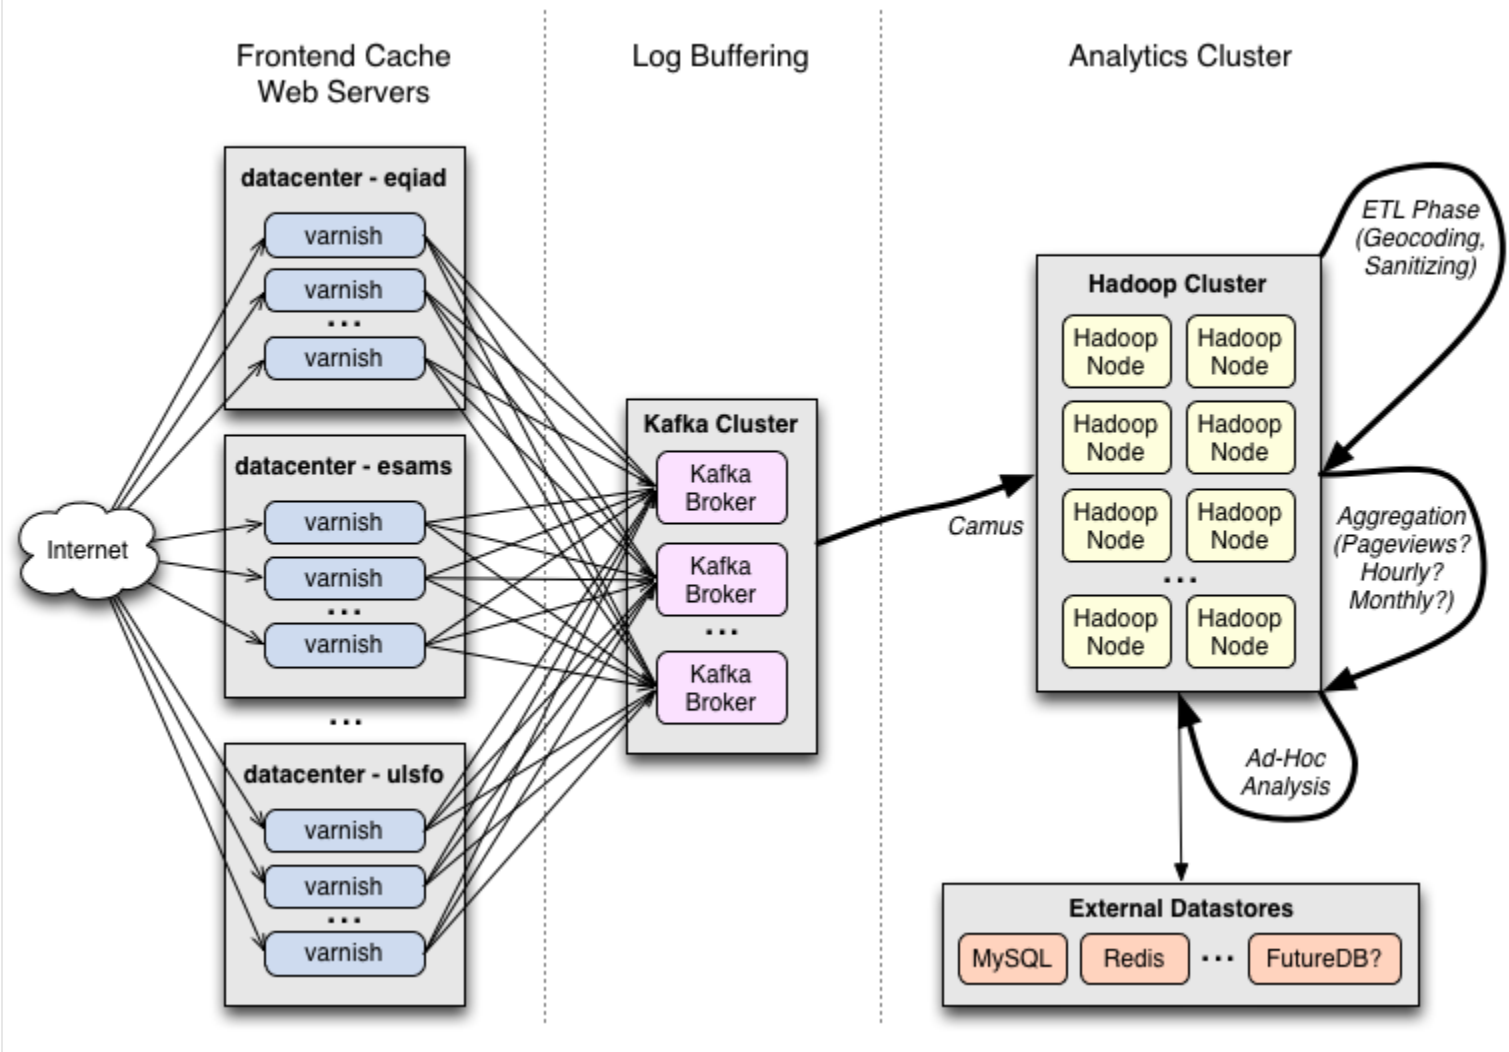 Frontend Cache
Web Servers
Log Buffering
Analytics Cluster
datacenter - eqiad
varnish
varnish
...
varnish
datacenter - esams
varnish
varnish
...
varnish
...
datacenter - ulsfo
varnish
varnish
...
varnish
Internet
Kafka Cluster
Kafka
Broker
Kafka
Broker
...
Kafka
Broker
Camus
Hadoop Cluster
Hadoop
Node
Hadoop
Node
Hadoop
Node
Hadoop
Node
Hadoop
Node
Hadoop
Node
...
Hadoop
Node
Hadoop
Node
ETL Phase
(Geocoding,
Sanitizing)
Aggregation
(Pageviews?
Hourly?
Monthly?)
Ad-Hoc
Analysis
External Datastores
MySQL
Redis
...
FutureDB?